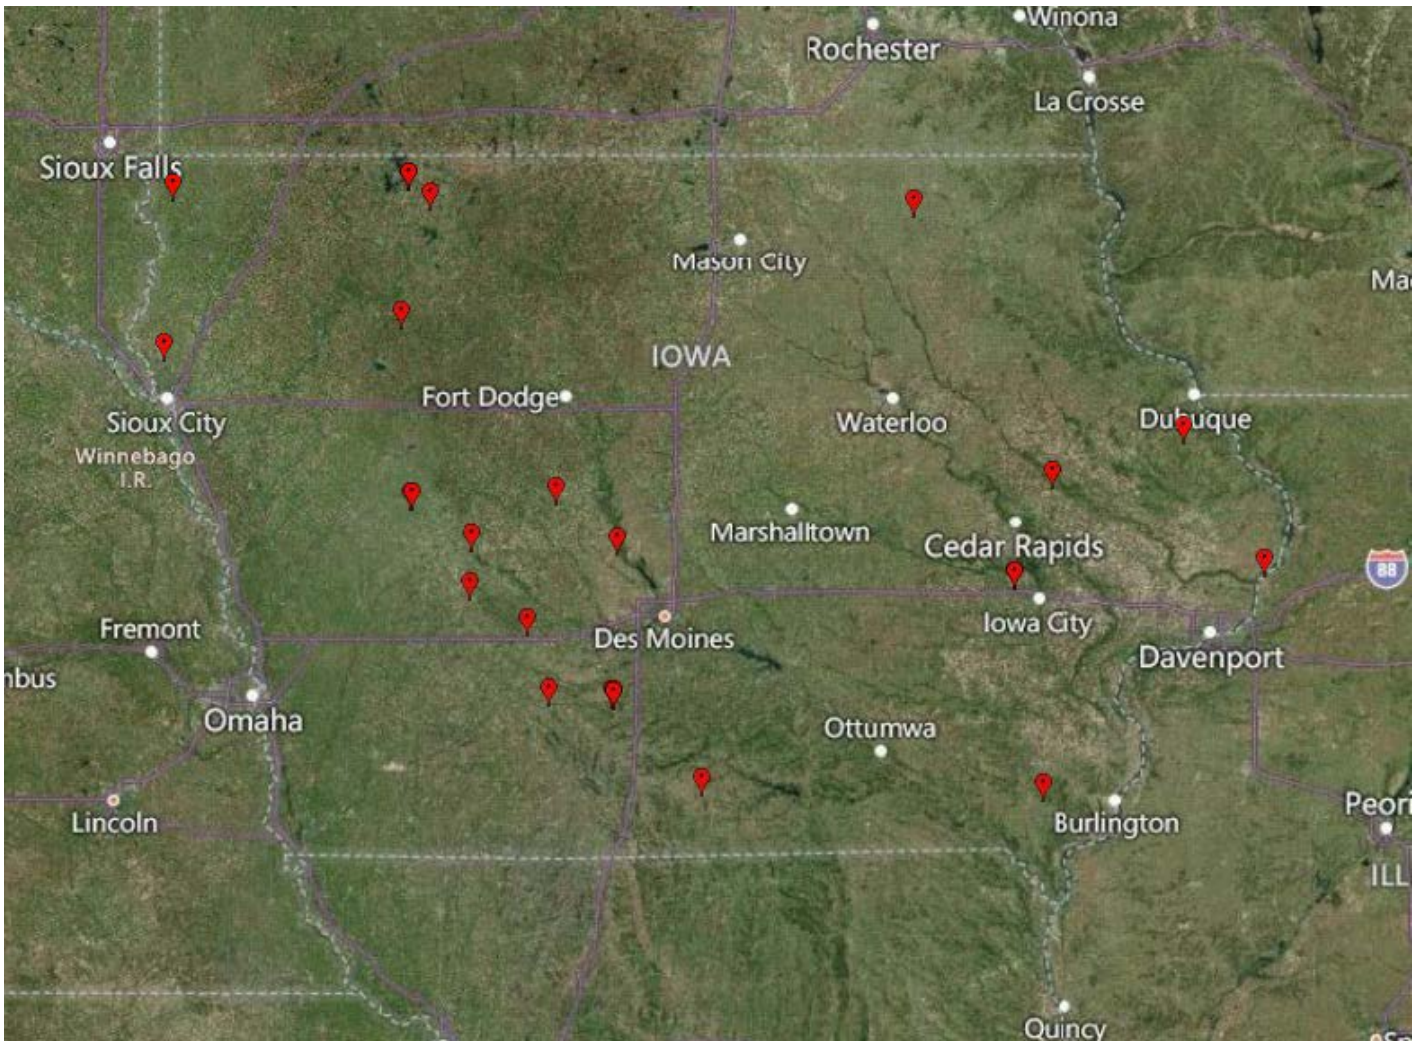 Winona
Rochester
La Crosse
Sioux Falls
Mason City
Ma
IOWA
Fort Dodge
Sioux City
Waterloo
Dubuque
Winnebago
I.R.
Marshalltown
Cedar Rapids
88
Iowa City
Fremont
Des Moines
Davenport
nbus
Omaha
Ottumwa
Lincoln
Burlington
Peori
ILL
Quincy